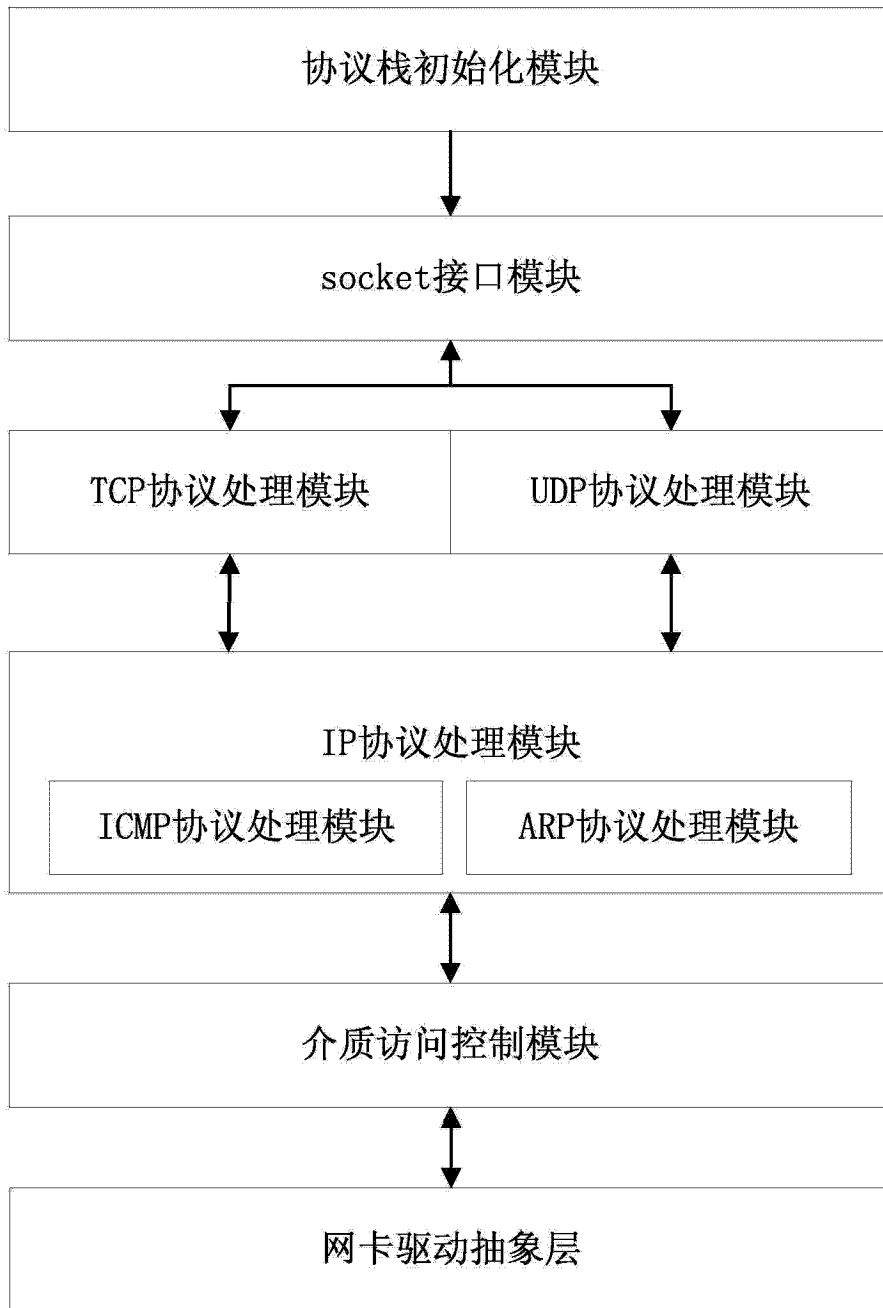 协议栈初始化模块
socket接口模块
TCP协议处理模块
UDP协议处理模块
IP协议处理模块
ICMP协议处理模块
ARP协议处理模块
介质访问控制模块
网卡驱动抽象层